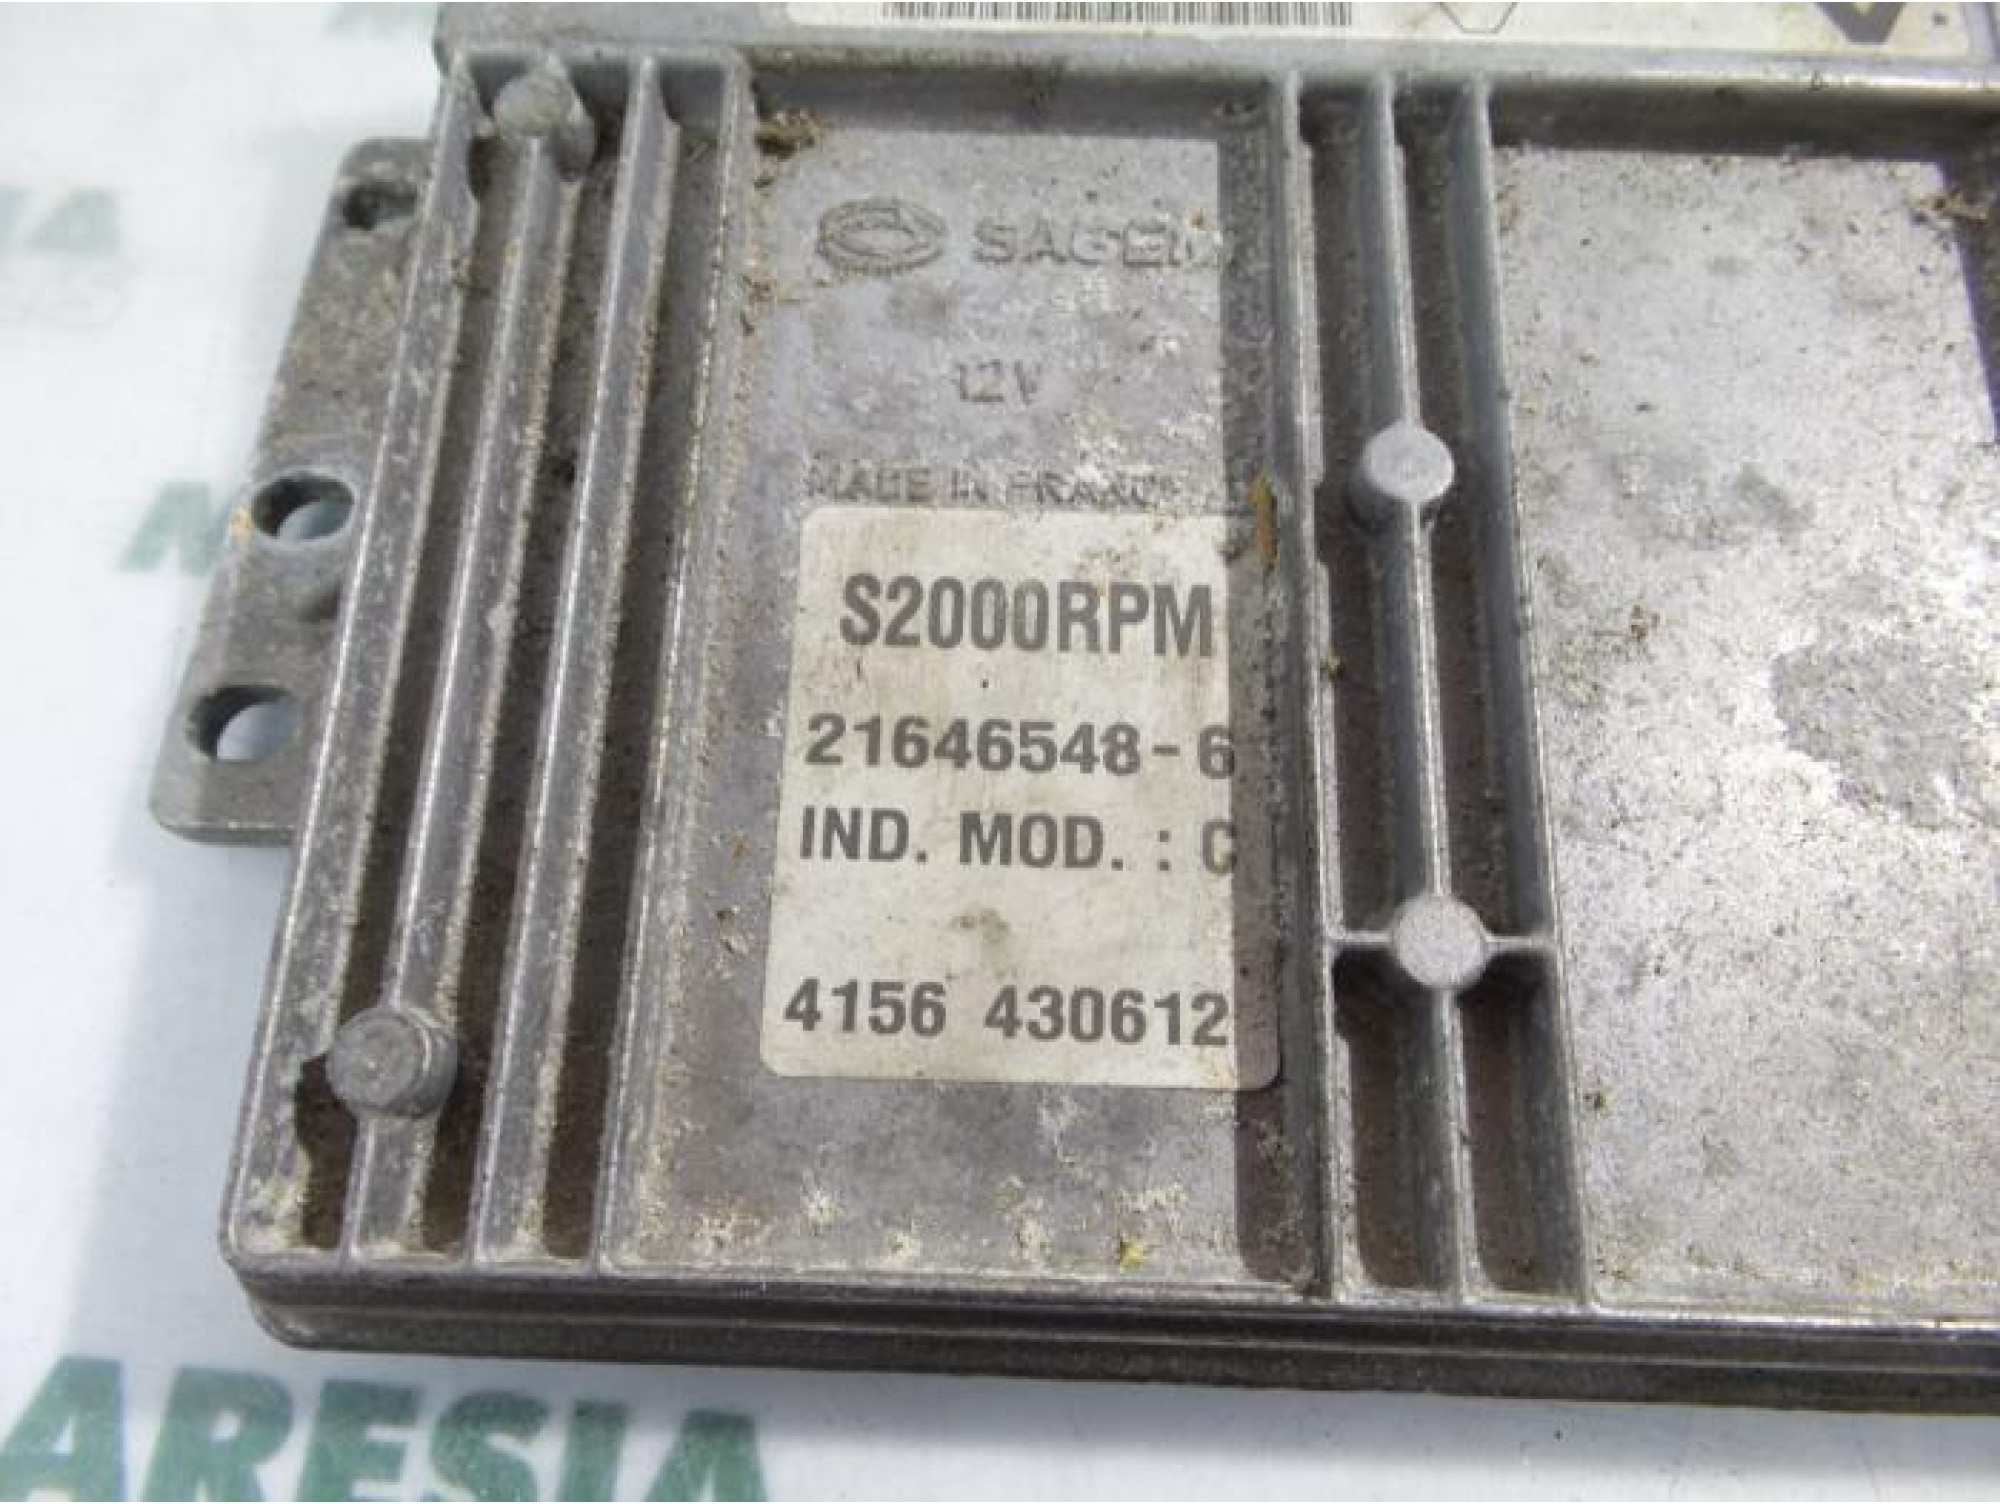 SAGEM
12V
MADE IN FRANCE
S2000RPM
21646548-6
IND. MOD. : C
4156 430612
ARESIA